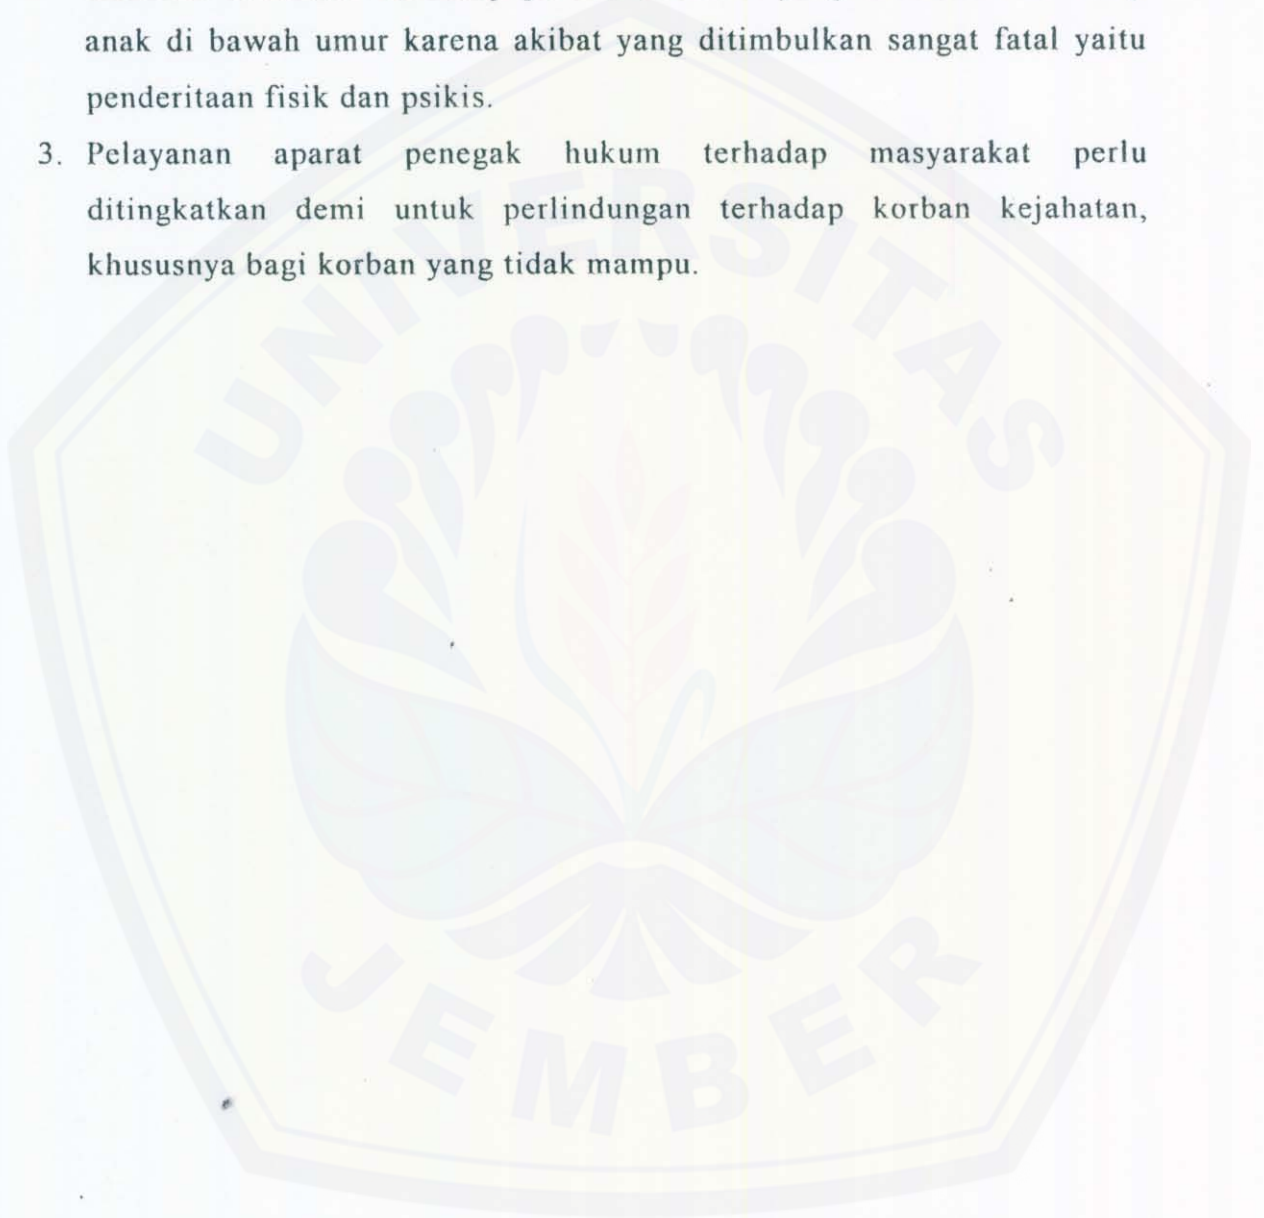 anak di bawah umur karena akibat yang ditimbulkan sangat fatal yaitu
penderitaan fisik dan psikis.
3. Pelayanan aparat penegak hukum terhadap masyarakat perlu
ditingkatkan demi untuk perlindungan terhadap korban kejahatan,
khususnya bagi korban yang tidak mampu.
UNIVERSITAS
JEMBER